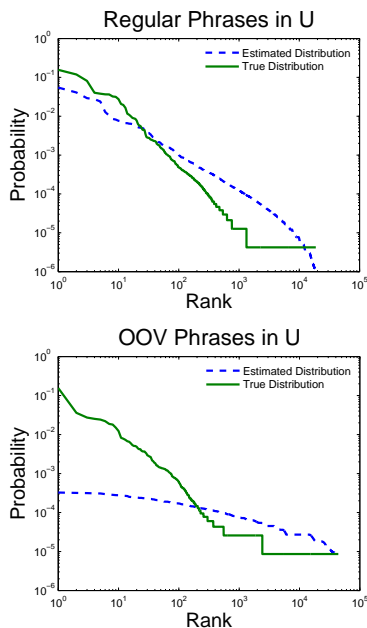 Regular Phrases in U
10^0
Estimated Distribution
True Distribution
10^-1
10^-2
10^-3
10^-4
10^-5
10^-6
Probability
10^0 10^1 10^2 10^3 10^4 10^5
Rank
OOV Phrases in U
10^0
Estimated Distribution
True Distribution
10^-1
10^-2
10^-3
10^-4
10^-5
10^-6
Probability
10^0 10^1 10^2 10^3 10^4 10^5
Rank